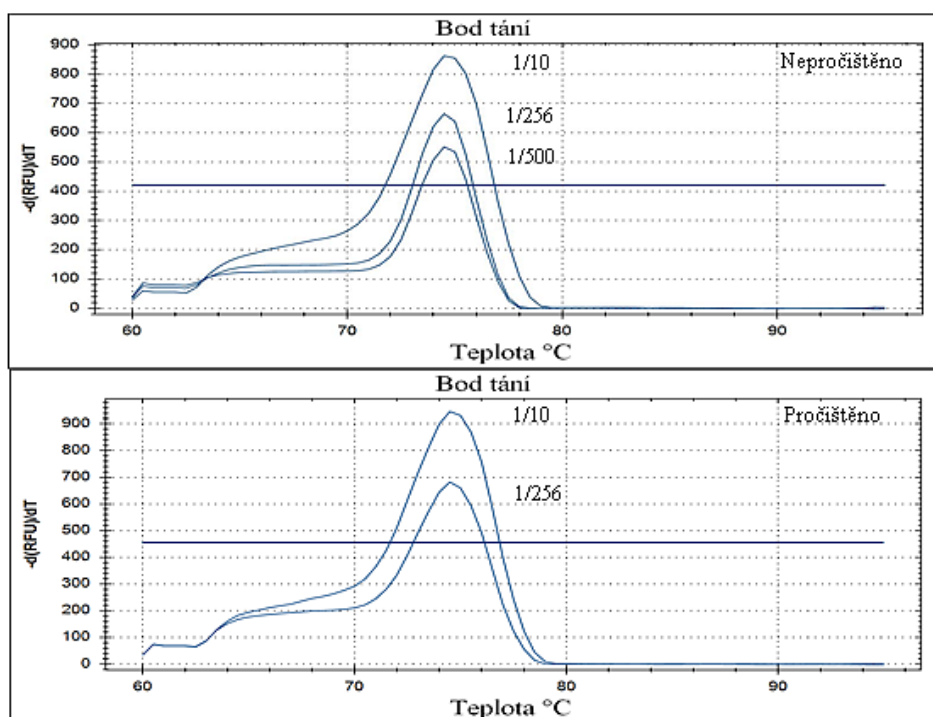 Bod tání
900
800
700
600
500
400
300
200
100
0
-d(RFU)/dT
1/10
Nepročištěno
1/256
1/500
60 70 80 90
Teplota °C
Bod tání
900
800
700
600
500
400
300
200
100
0
-d(RFU)/dT
1/10
Pročištěno
1/256
60 70 80 90
Teplota °C